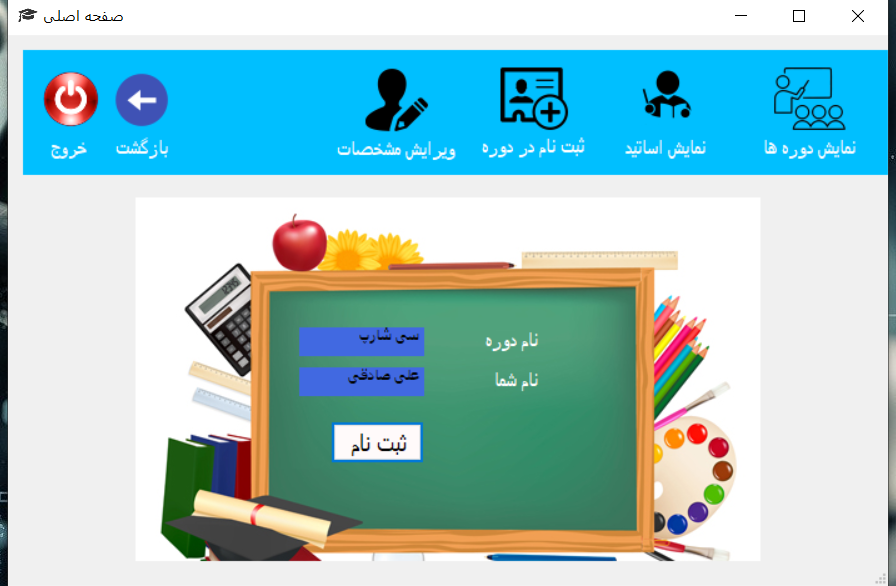 صفحه اصلی
نمایش دوره ها
نمایش اساتید
ثبت نام در دوره
ویرایش مشخصات
بازگشت
خروج
نام دوره سی شارپ
نام شما علی صادقی
ثبت نام